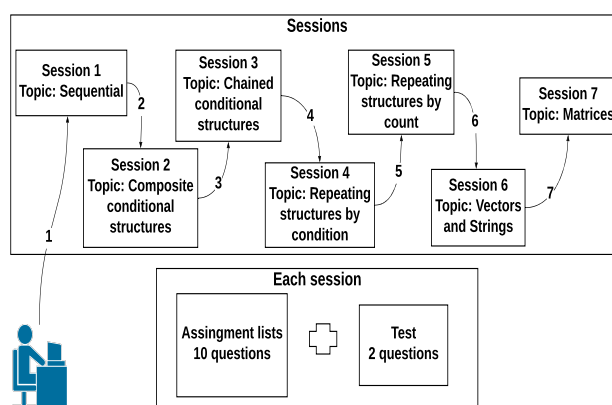 Sessions
Session 1
Topic: Sequential
2
Session 2
Topic: Composite
conditional
structures
3
Session 3
Topic: Chained
conditional
structures
4
Session 4
Topic: Repeating
structures by
condition
5
Session 5
Topic: Repeating
structures by
count
6
Session 6
Topic: Vectors
and Strings
7
Session 7
Topic: Matrices
1
Each session
Assingment lists
10 questions
Test
2 questions